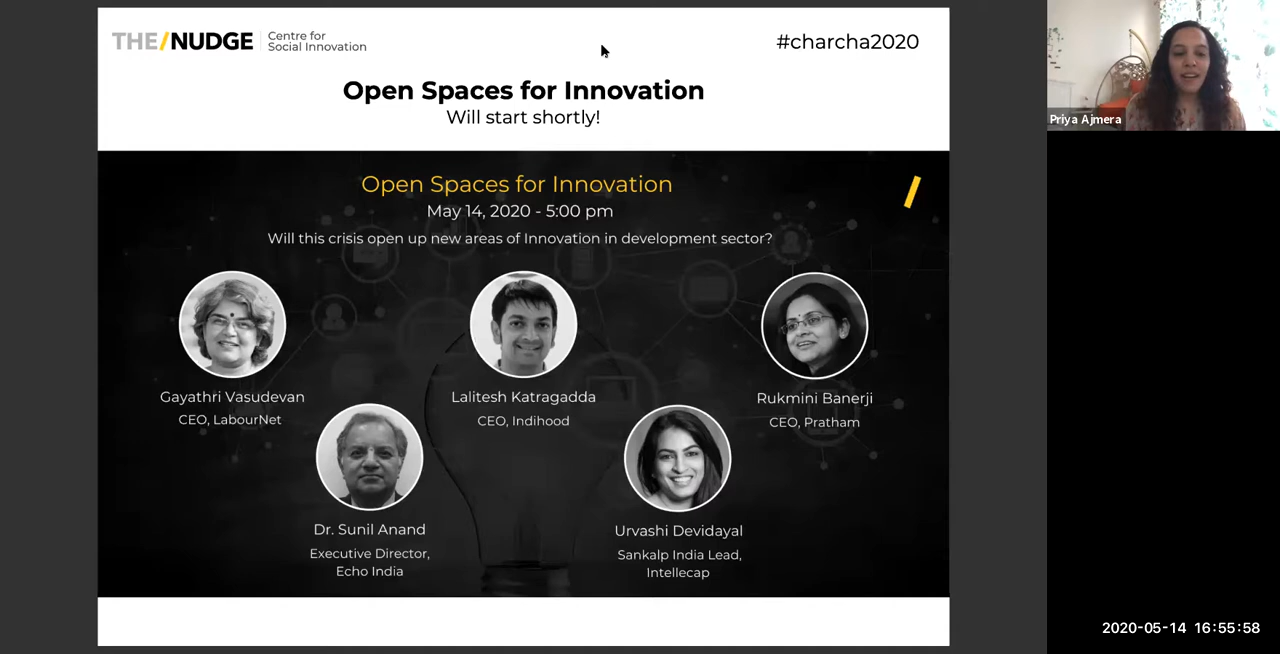 THE/NUDGE
Centre for
Social Innovation
#charcha2020
Open Spaces for Innovation
Will start shortly!
Priya Ajmera
Open Spaces for Innovation
May 14, 2020 - 5:00 pm
Will this crisis open up new areas of Innovation in development sector?
Gayathri Vasudevan
CEO, LabourNet
Lalitesh Katragadda
CEO, Indihood
Rukmini Banerji
CEO, Pratham
Dr. Sunil Anand
Executive Director,
Echo India
Urvashi Devidayal
Sankalp India Lead,
Intellecap
2020-05-14 16:55:58